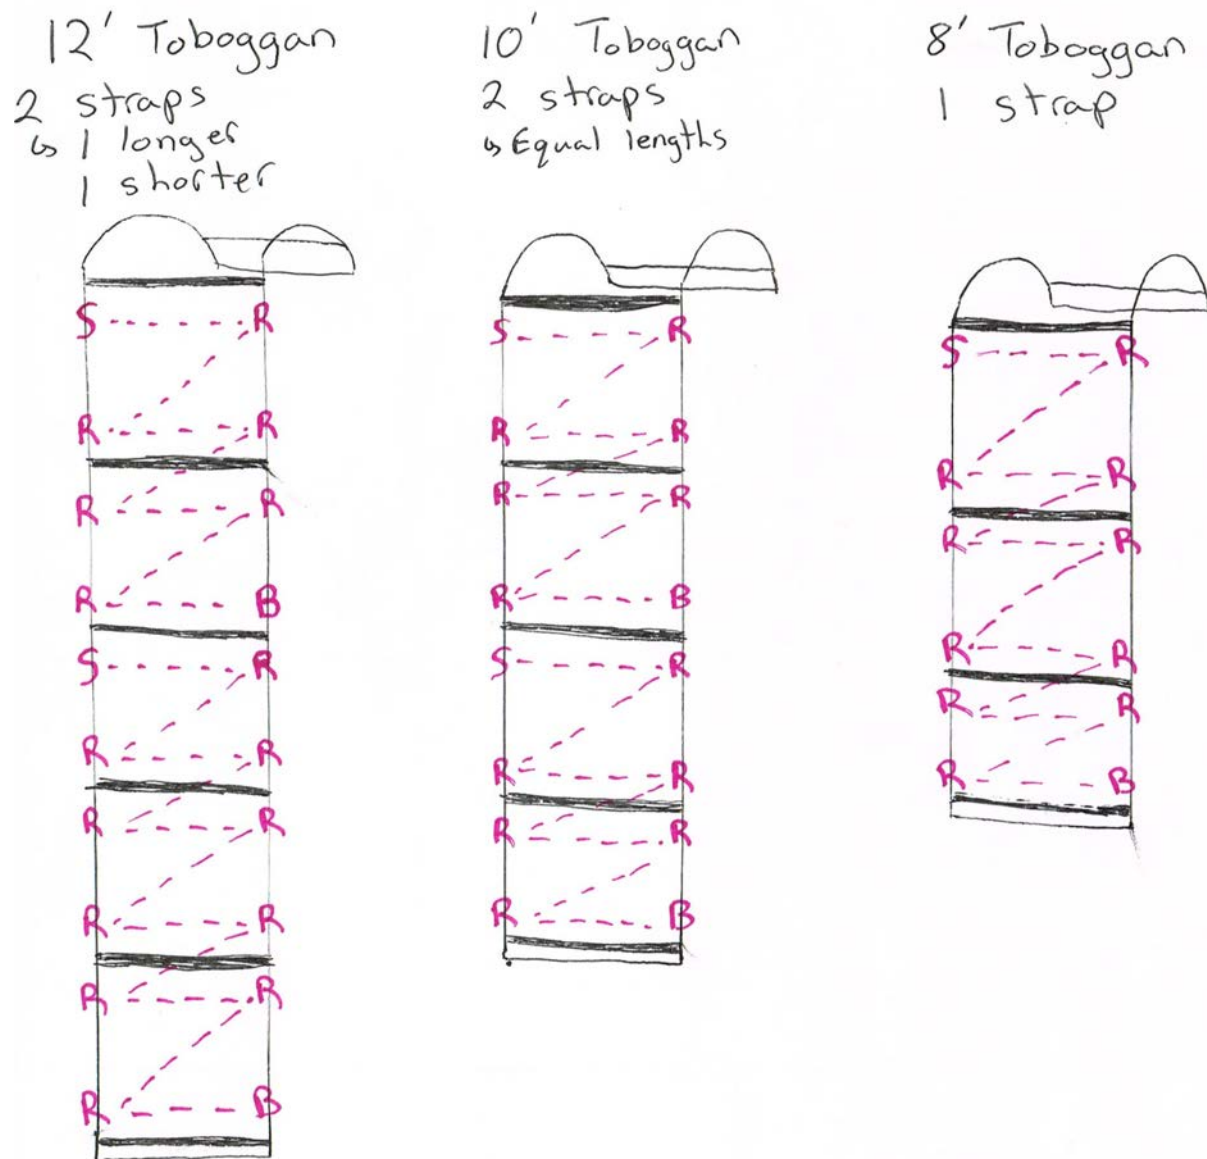 12' Toboggan
2 straps
↳ 1 longer
1 shorter
S R
R R
R R
R B
S R
R R
R R
R R
R R
R B
10' Toboggan
2 straps
↳ Equal lengths
S R
R R
R R
R B
S R
R R
R R
R B
8' Toboggan
1 strap
S R
R R
R R
R R
R R
R B